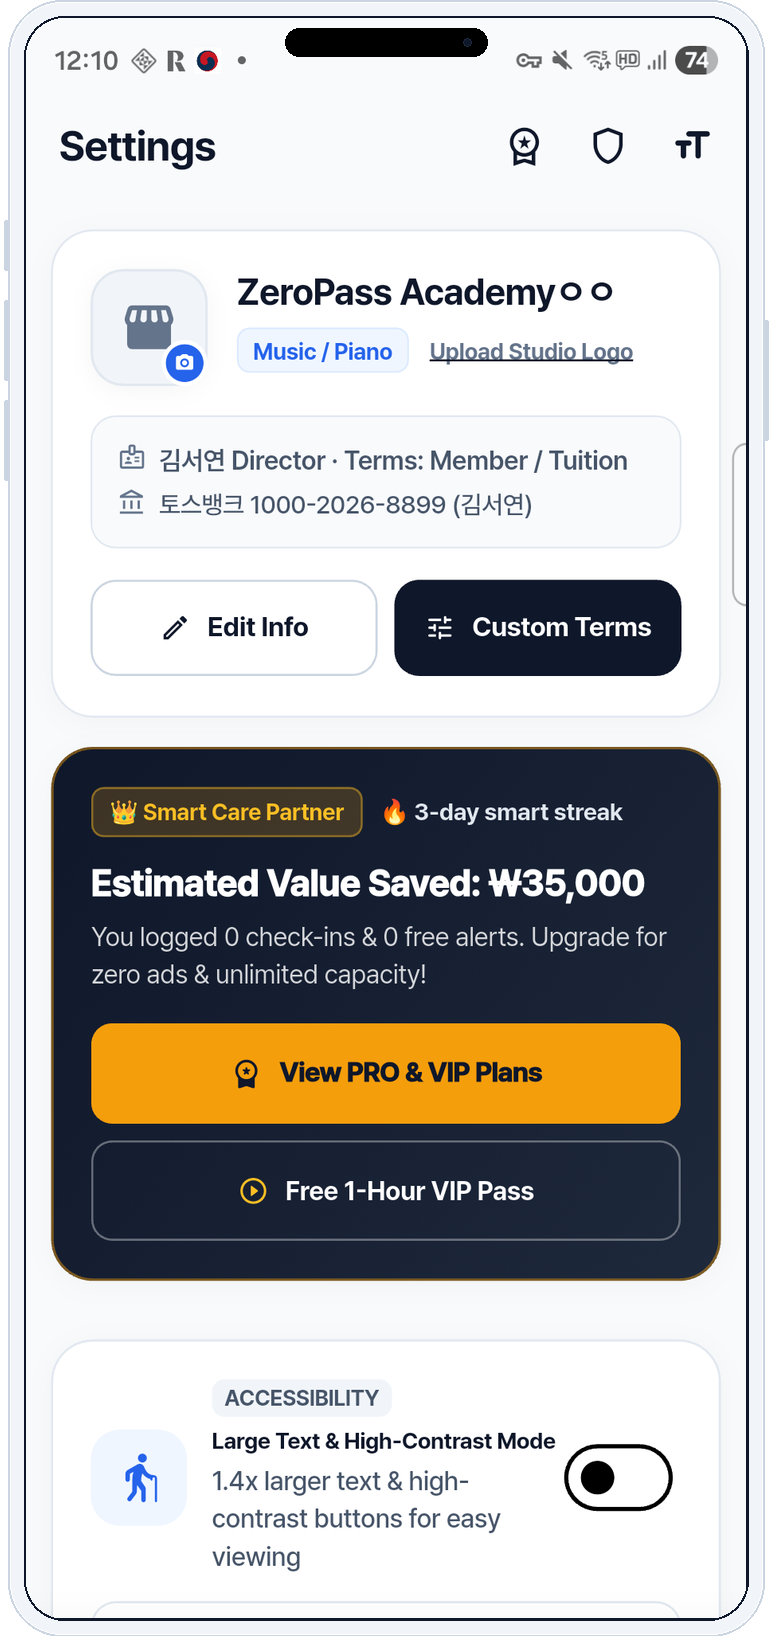 12:10
HD
74
Settings
ZeroPass Academyㅇㅇ
Music / Piano
Upload Studio Logo
김서연 Director · Terms: Member / Tuition
토스뱅크 1000-2026-8899 (김서연)
Edit Info
Custom Terms
👑 Smart Care Partner
🔥 3-day smart streak
Estimated Value Saved: ₩35,000
You logged 0 check-ins & 0 free alerts. Upgrade for
zero ads & unlimited capacity!
View PRO & VIP Plans
Free 1-Hour VIP Pass
ACCESSIBILITY
Large Text & High-Contrast Mode
1.4x larger text & high-
contrast buttons for easy
viewing